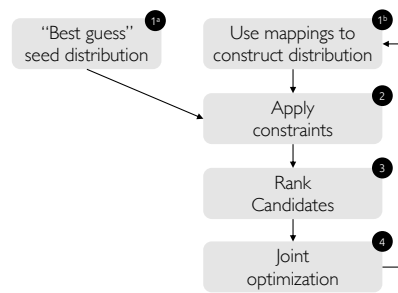 1a
"Best guess"
seed distribution
1b
Use mappings to
construct distribution
2
Apply
constraints
3
Rank
Candidates
4
Joint
optimization